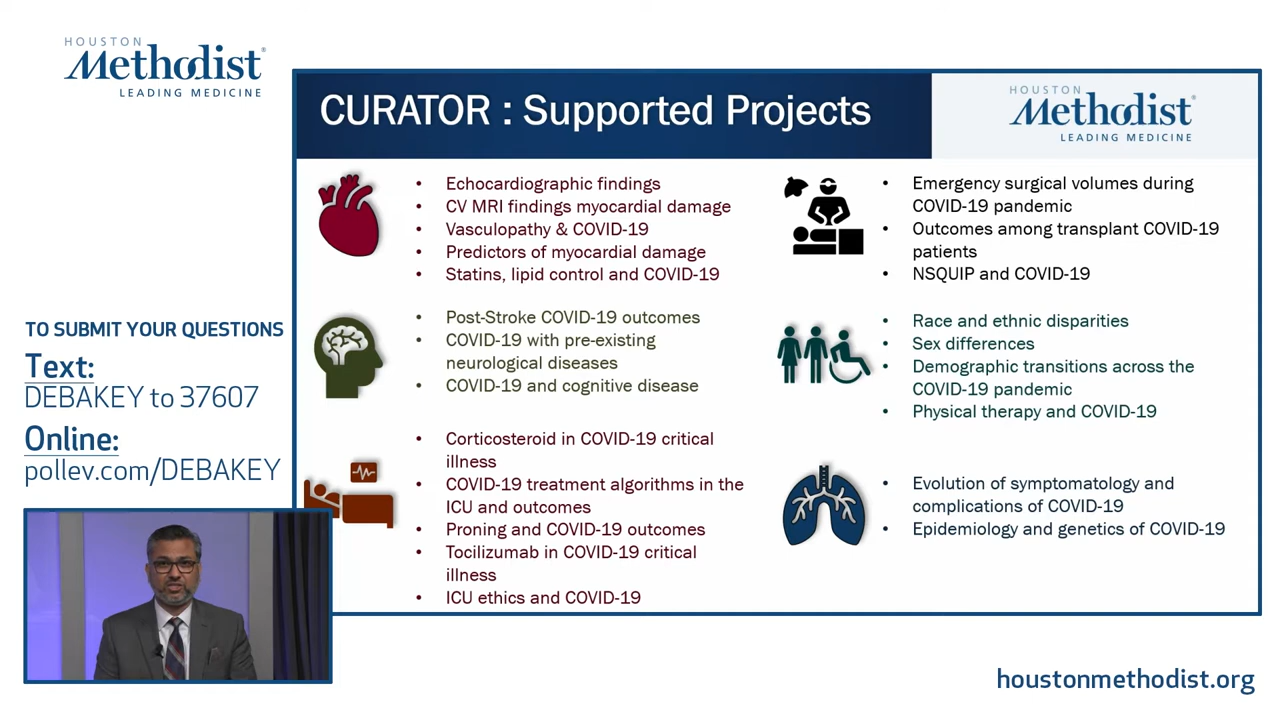 HOUSTON
Methodist®
LEADING MEDICINE
CURATOR : Supported Projects
HOUSTON
Methodist®
LEADING MEDICINE
• Echocardiographic findings
• CV MRI findings myocardial damage
• Vasculopathy & COVID-19
• Predictors of myocardial damage
• Statins, lipid control and COVID-19
• Post-Stroke COVID-19 outcomes
• COVID-19 with pre-existing
neurological diseases
• COVID-19 and cognitive disease
• Corticosteroid in COVID-19 critical
illness
• COVID-19 treatment algorithms in the
ICU and outcomes
• Proning and COVID-19 outcomes
• Tocilizumab in COVID-19 critical
illness
• ICU ethics and COVID-19
• Emergency surgical volumes during
COVID-19 pandemic
• Outcomes among transplant COVID-19
patients
• NSQUIP and COVID-19
• Race and ethnic disparities
• Sex differences
• Demographic transitions across the
COVID-19 pandemic
• Physical therapy and COVID-19
• Evolution of symptomatology and
complications of COVID-19
• Epidemiology and genetics of COVID-19
TO SUBMIT YOUR QUESTIONS
Text:
DEBAKEY to 37607
Online:
pollev.com/DEBAKEY
houstonmethodist.org